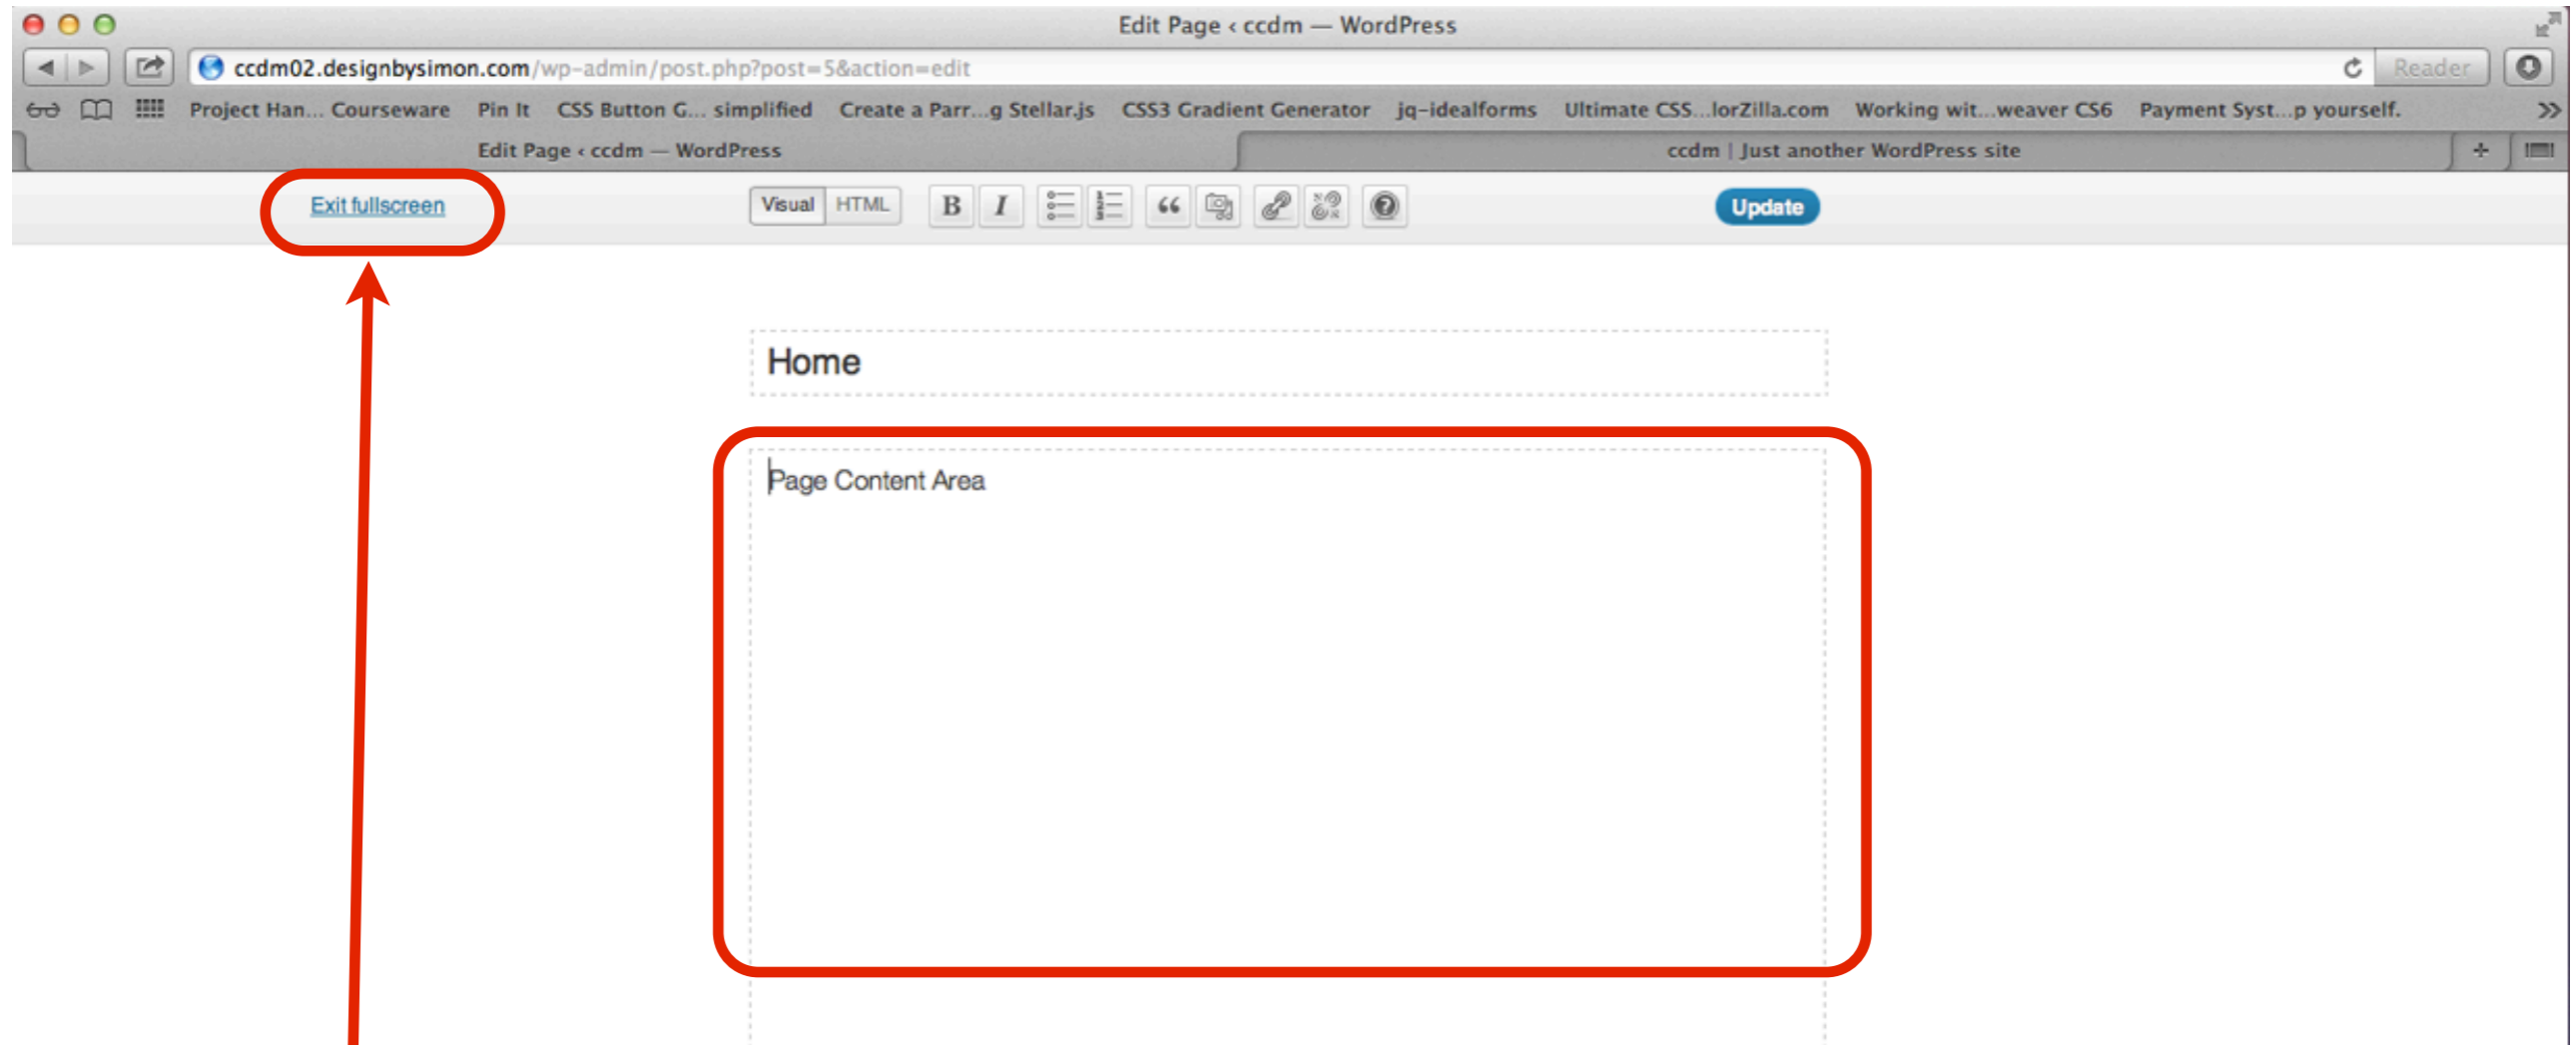 Edit Page ‹ ccdm — WordPress
ccdm02.designbysimon.com/wp-admin/post.php?post=5&action=edit Reader
Project Han... Courseware Pin It CSS Button G... simplified Create a Parr...g Stellar.js CSS3 Gradient Generator jq-idealforms Ultimate CSS...lorZilla.com Working wit...weaver CS6 Payment Syst...p yourself. >>
Edit Page ‹ ccdm — WordPress ccdm | Just another WordPress site +
Exit fullscreen Visual HTML B I “ ? Update
Home
Page Content Area